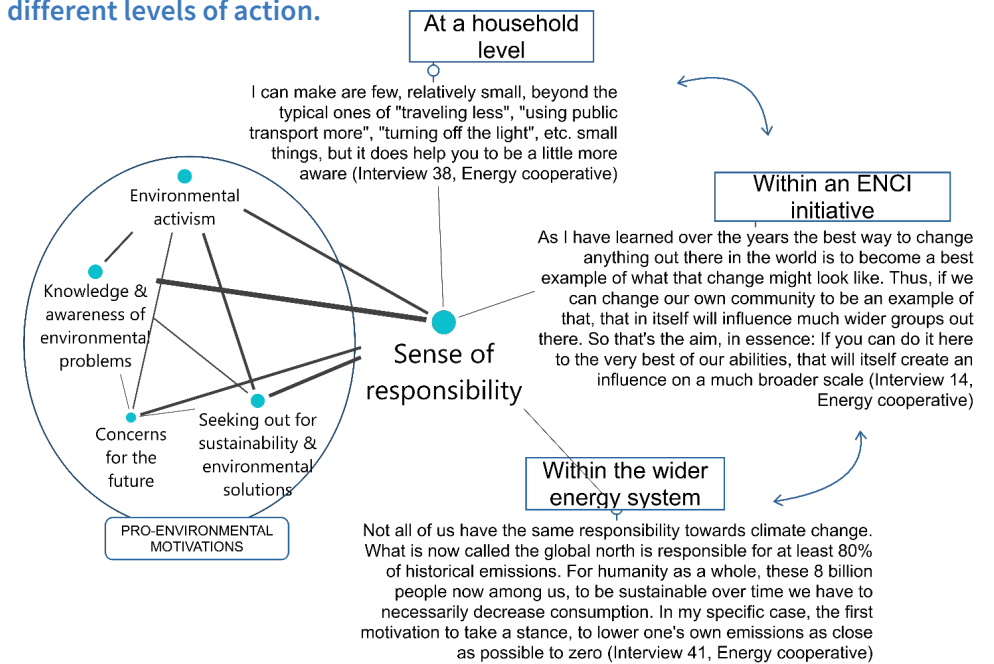 different levels of action.
At a household
level
I can make are few, relatively small, beyond the
typical ones of "traveling less", "using public
transport more", "turning off the light", etc. small
things, but it does help you to be a little more
aware (Interview 38, Energy cooperative)
Within an ENCI
initiative
As I have learned over the years the best way to change
anything out there in the world is to become a best
example of what that change might look like. Thus, if we
can change our own community to be an example of
that, that in itself will influence much wider groups out
there. So that's the aim, in essence: If you can do it here
to the very best of our abilities, that will itself create an
influence on a much broader scale (Interview 14,
Energy cooperative)
Environmental
activism
Knowledge &
awareness of
environmental
problems
Concerns
for the
future
Seeking out for
sustainability &
environmental
solutions
PRO-ENVIRONMENTAL
MOTIVATIONS
Sense of
responsibility
Within the wider
energy system
Not all of us have the same responsibility towards climate change.
What is now called the global north is responsible for at least 80%
of historical emissions. For humanity as a whole, these 8 billion
people now among us, to be sustainable over time we have to
necessarily decrease consumption. In my specific case, the first
motivation to take a stance, to lower one's own emissions as close
as possible to zero (Interview 41, Energy cooperative)